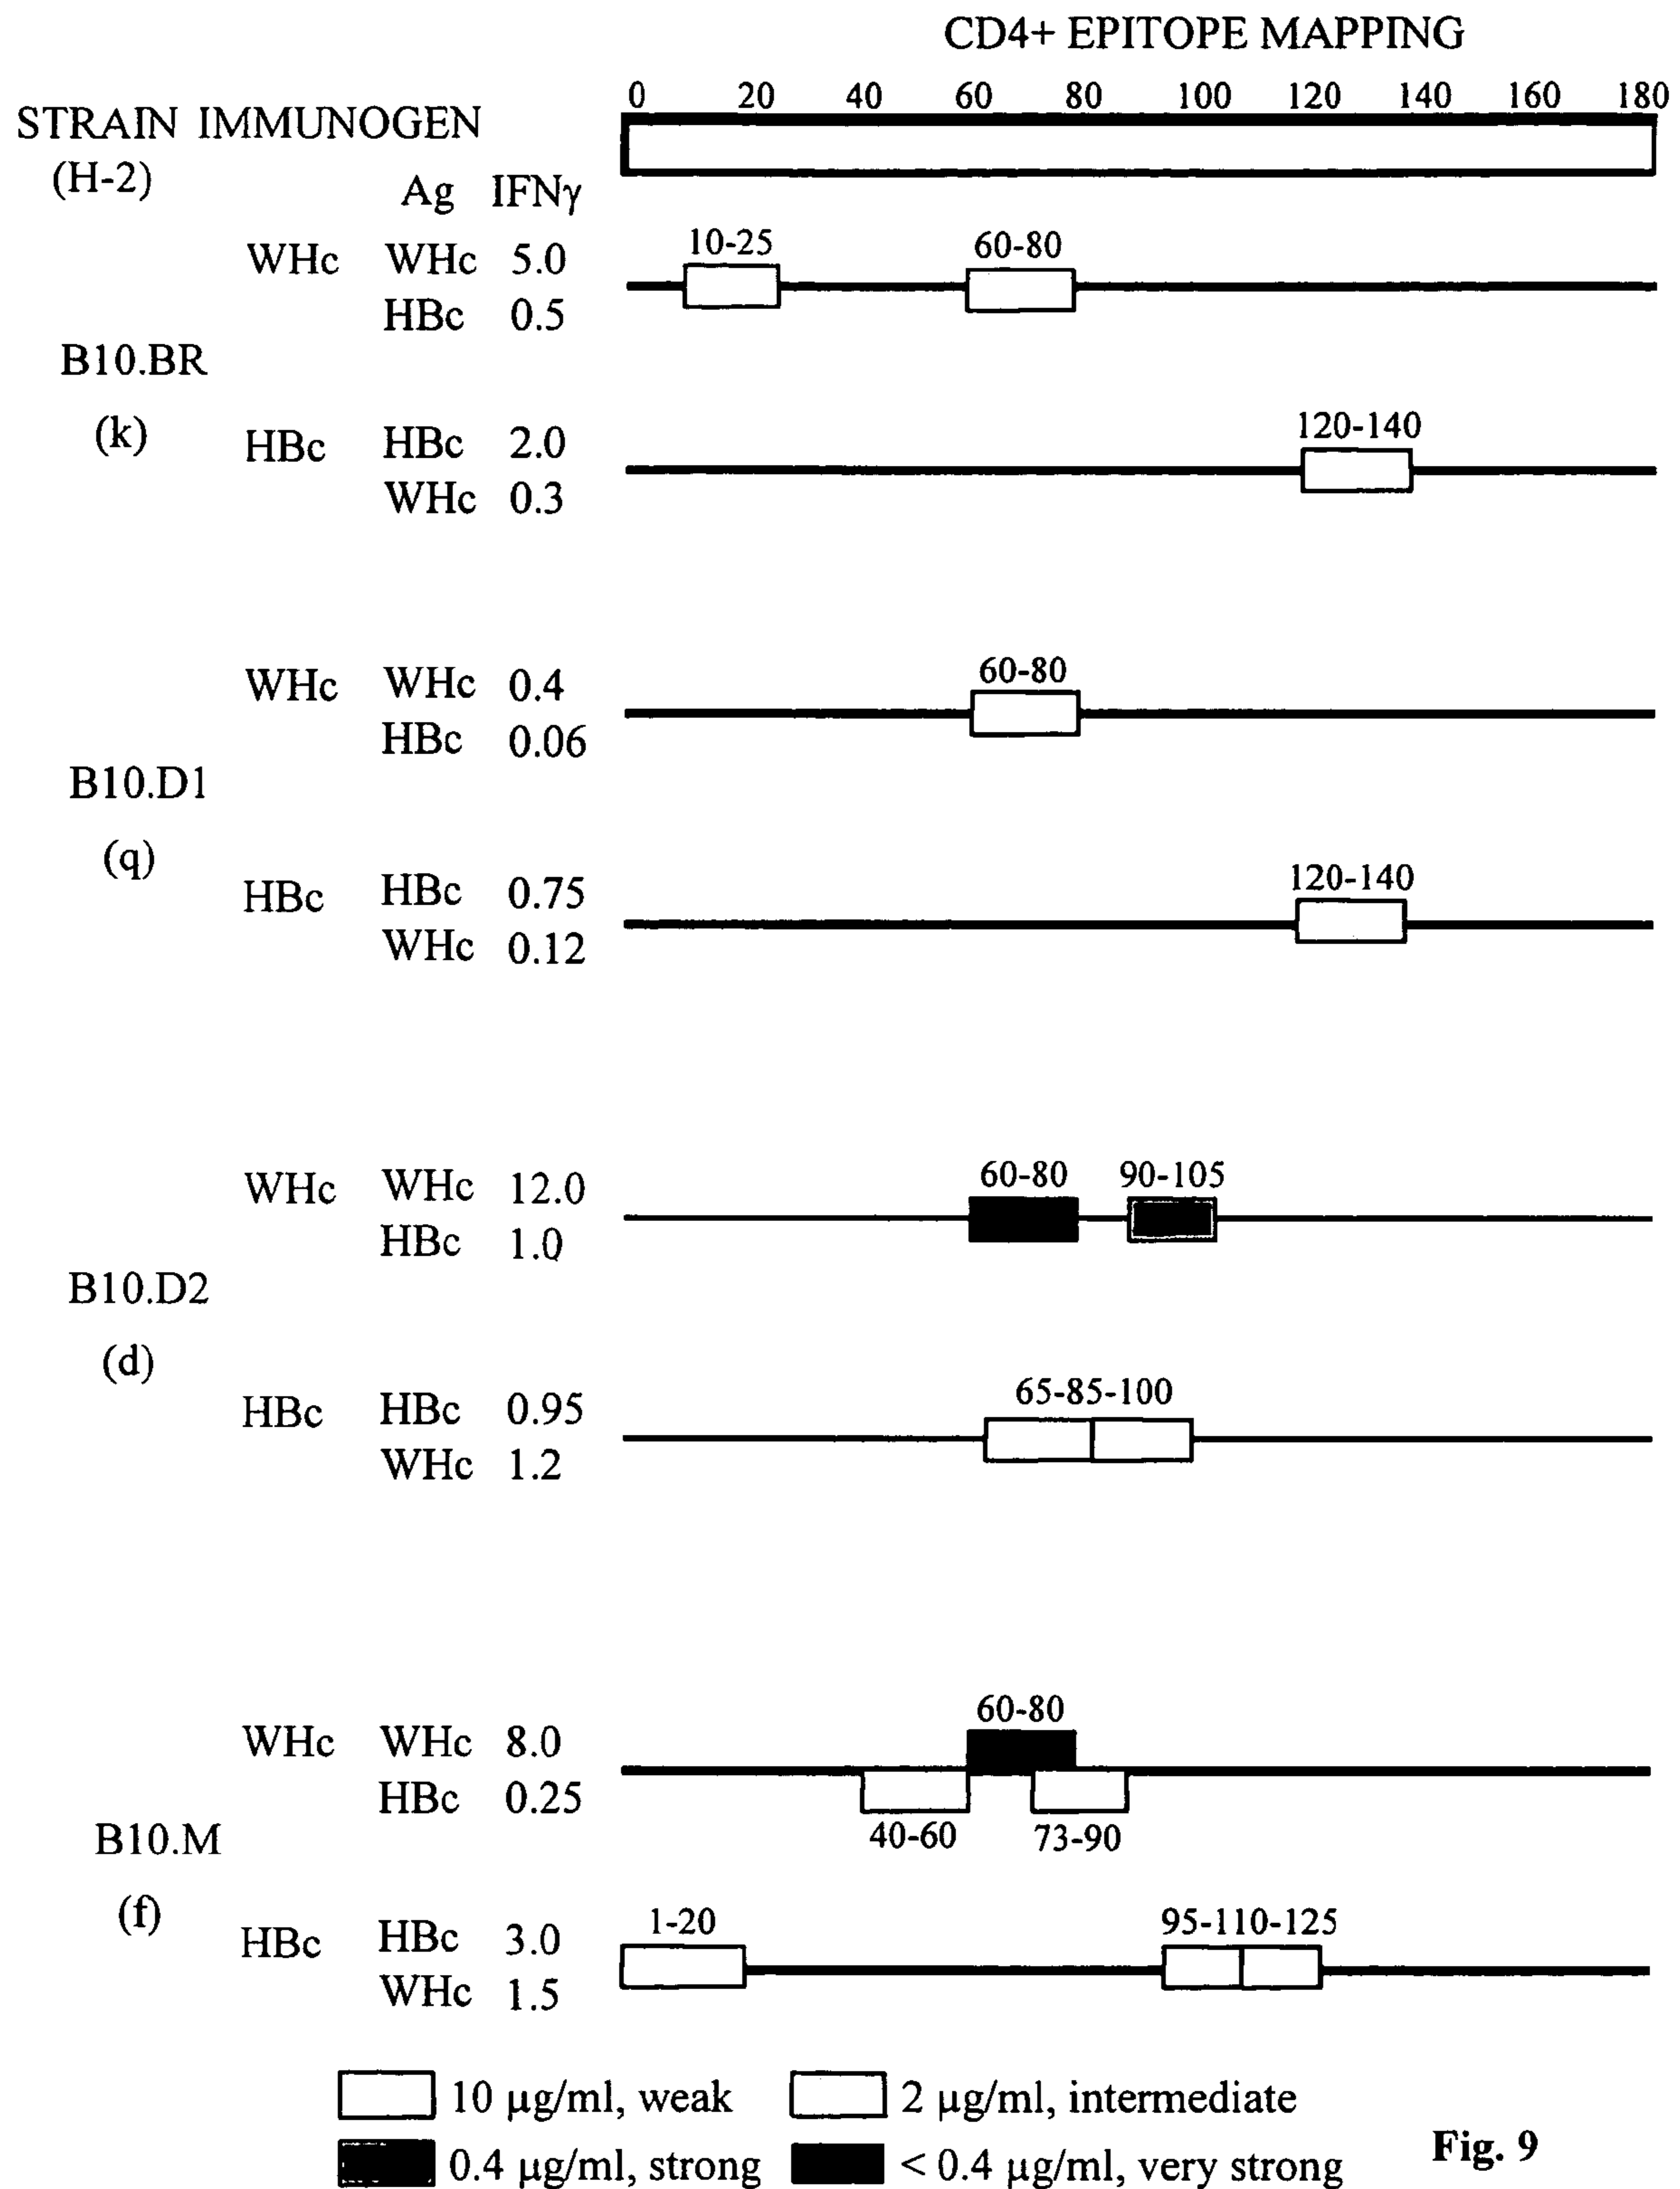 CD4+ EPITOPE MAPPING
0 20 40 60 80 100 120 140 160 180
STRAIN IMMUNOGEN
(H-2)
Ag IFNγ
10-25 60-80
WHc WHc 5.0
HBc 0.5
B10.BR
(k)
120-140
HBc HBc 2.0
WHc 0.3
60-80
WHc WHc 0.4
HBc 0.06
B10.D1
(q)
120-140
HBc HBc 0.75
WHc 0.12
60-80 90-105
WHc WHc 12.0
HBc 1.0
B10.D2
(d)
65-85-100
HBc HBc 0.95
WHc 1.2
60-80
WHc WHc 8.0
HBc 0.25
40-60 73-90
B10.M
(f)
1-20 95-110-125
HBc HBc 3.0
WHc 1.5
10 μg/ml, weak 2 μg/ml, intermediate
0.4 μg/ml, strong < 0.4 μg/ml, very strong
Fig. 9